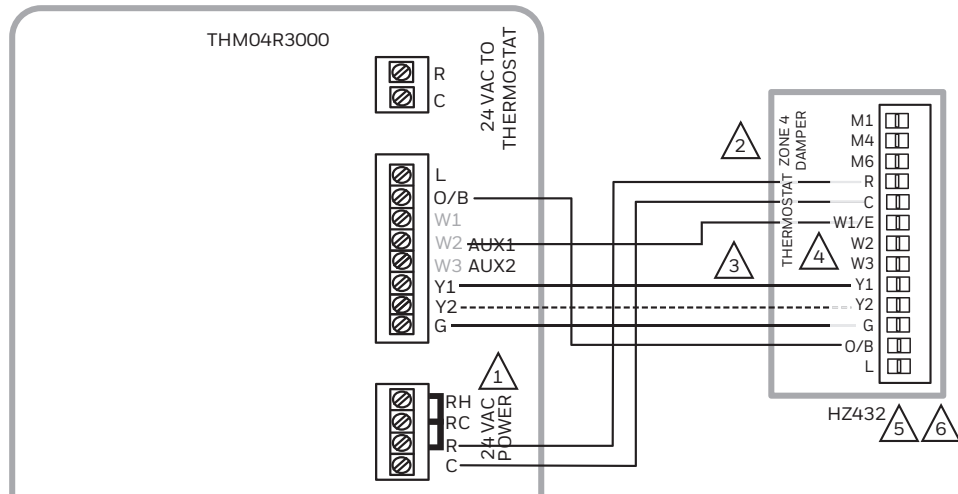 THM04R3000
R
C
24 VAC TO
THERMOSTAT
L
O/B
W1
W2 AUX1
W3 AUX2
Y1
Y2
G
1
RH
RC
R
C
24 VAC
POWER
2
3
4
ZONE 4
DAMPER
THERMOSTAT
M1
M4
M6
R
C
W1/E
W2
W3
Y1
Y2
G
O/B
L
HZ432
5
6